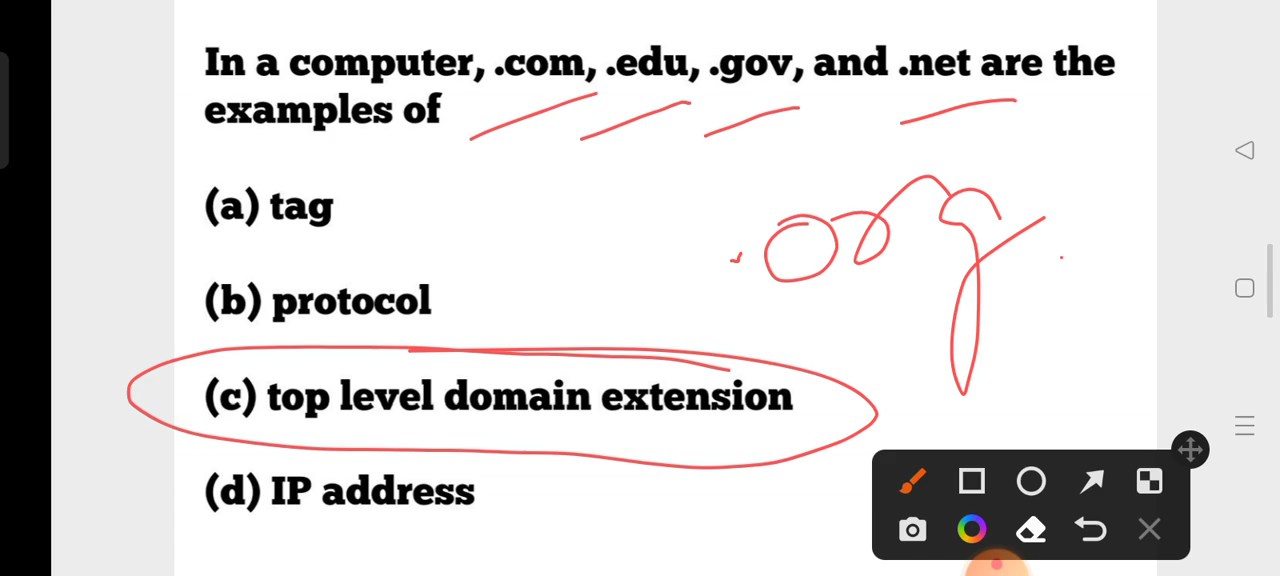 In a computer, .com, .edu, .gov, and .net are the
examples of
(a) tag
.org
(b) protocol
(c) top level domain extension
(d) IP address